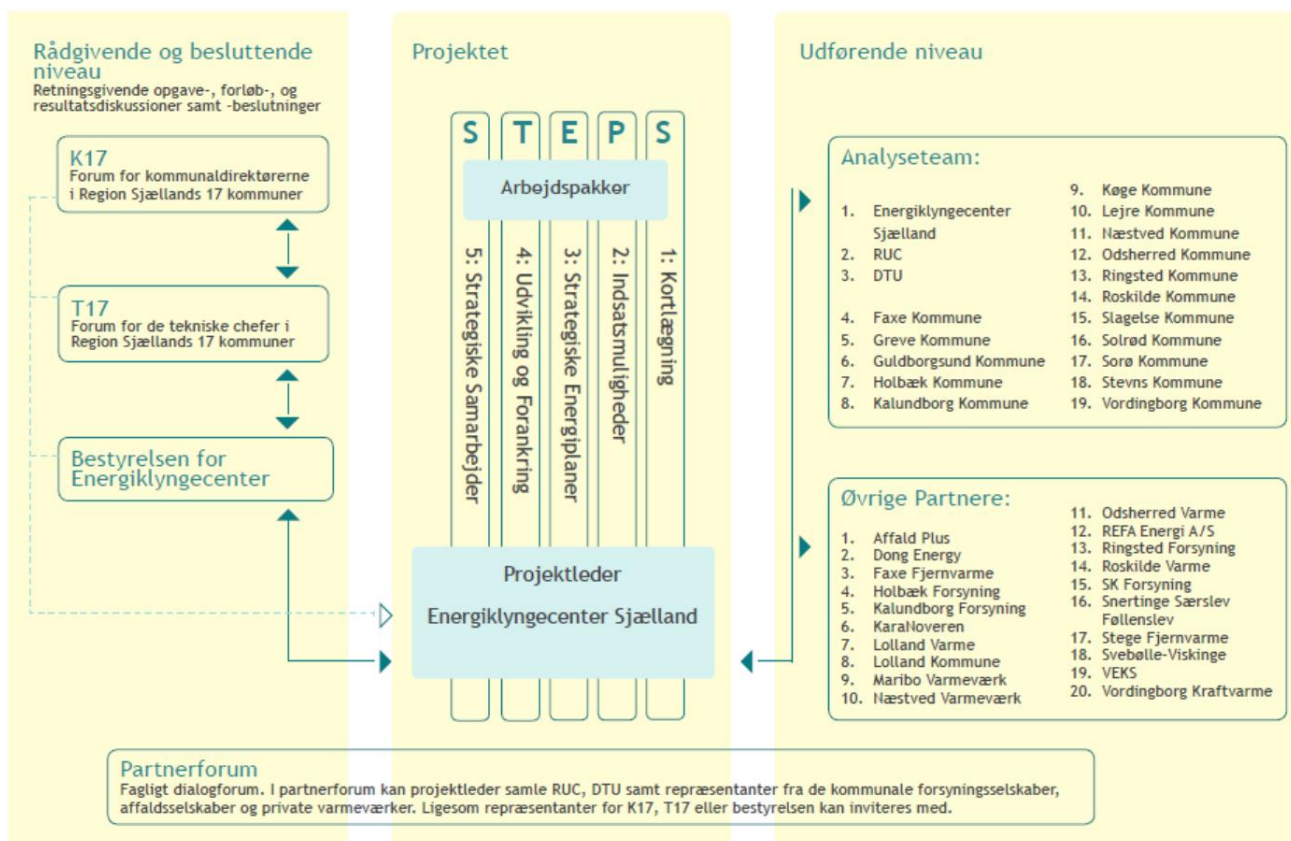 Rådgivende og besluttende
niveau
Retningsgivende opgave-, forløb-, og
resultatsdiskussioner samt -beslutninger
K17
Forum for kommunaldirektørerne
i Region Sjællands 17 kommuner
T17
Forum for de tekniske chefer i
Region Sjællands 17 kommuner
Bestyrelsen for
Energiklyngecenter
Projektet
S T E P S
Arbejdspakker
5: Strategiske Samarbejder
4: Udvikling og Forankring
3: Strategiske Energiplaner
2: Indsatsmuligheder
1: Kortlægning
Projektleder
Energiklyngecenter Sjælland
Udførende niveau
Analyseteam:
1. Energiklyngecenter
Sjælland
2. RUC
3. DTU
4. Faxe Kommune
5. Greve Kommune
6. Guldborgsund Kommune
7. Holbæk Kommune
8. Kalundborg Kommune
9. Køge Kommune
10. Lejre Kommune
11. Næstved Kommune
12. Odsherred Kommune
13. Ringsted Kommune
14. Roskilde Kommune
15. Slagelse Kommune
16. Solrød Kommune
17. Sorø Kommune
18. Stevns Kommune
19. Vordingborg Kommune
Øvrige Partnere:
1. Affald Plus
2. Dong Energy
3. Faxe Fjernvarme
4. Holbæk Forsyning
5. Kalundborg Forsyning
6. KaraNoveren
7. Lolland Varme
8. Lolland Kommune
9. Maribo Varmeværk
10. Næstved Varmeværk
11. Odsherred Varme
12. REFA Energi A/S
13. Ringsted Forsyning
14. Roskilde Varme
15. SK Forsyning
16. Snertinge Særslev
Føllenslev
17. Stege Fjernvarme
18. Svebølle-Viskinge
19. VEKS
20. Vordingborg Kraftvarme
Partnerforum
Fagligt dialogforum. I partnerforum kan projektleder samle RUC, DTU samt repræsentanter fra de kommunale forsyningsselskaber,
affaldsselskaber og private varmeværker. Ligesom repræsentanter for K17, T17 eller bestyrelsen kan inviteres med.